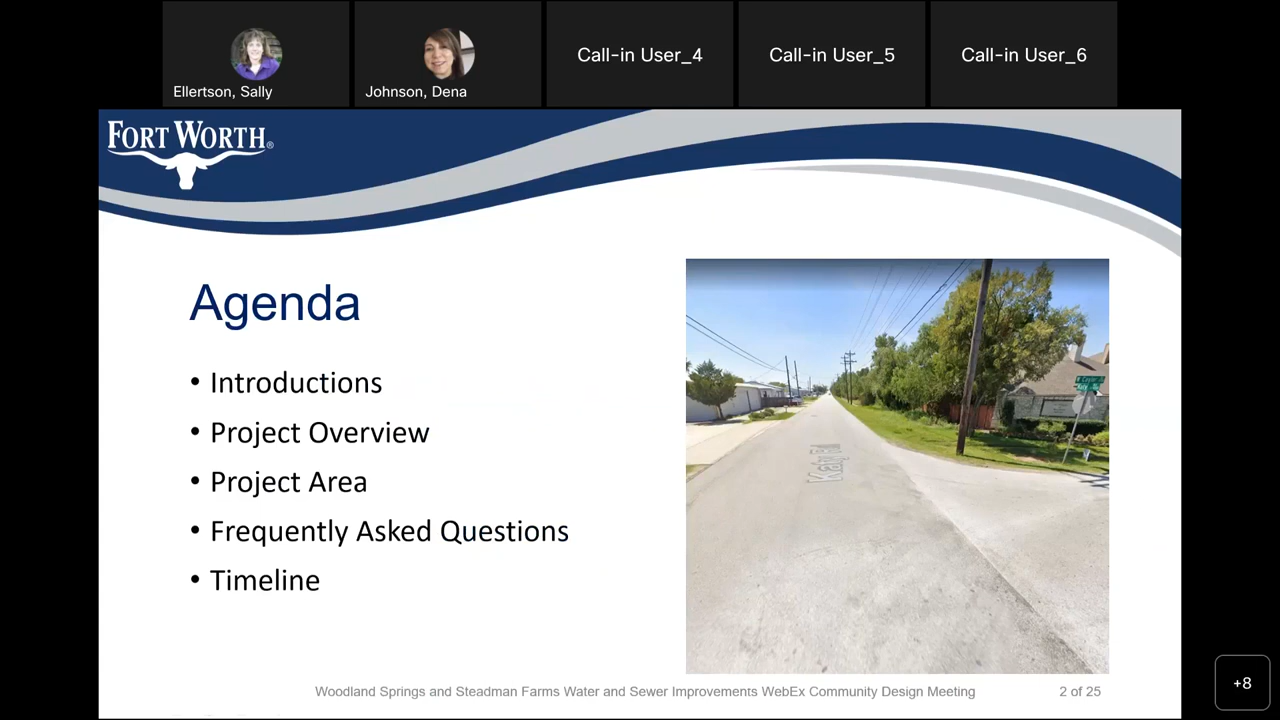 Ellertson, Sally
Johnson, Dena
Call-in User_4
Call-in User_5
Call-in User_6
FORT WORTH®
Agenda
• Introductions
• Project Overview
• Project Area
• Frequently Asked Questions
• Timeline
Katy Rd
Woodland Springs and Steadman Farms Water and Sewer Improvements WebEx Community Design Meeting
2 of 25
+8